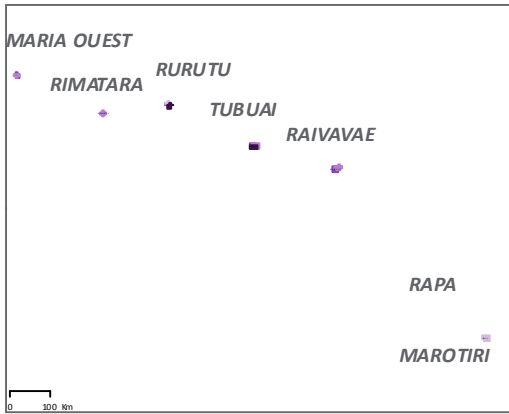 MARIA OUEST
RURUTU
RIMATARA
TUBUAI
RAIVAVAE
RAPA
MAROTIRI
0 100 Km